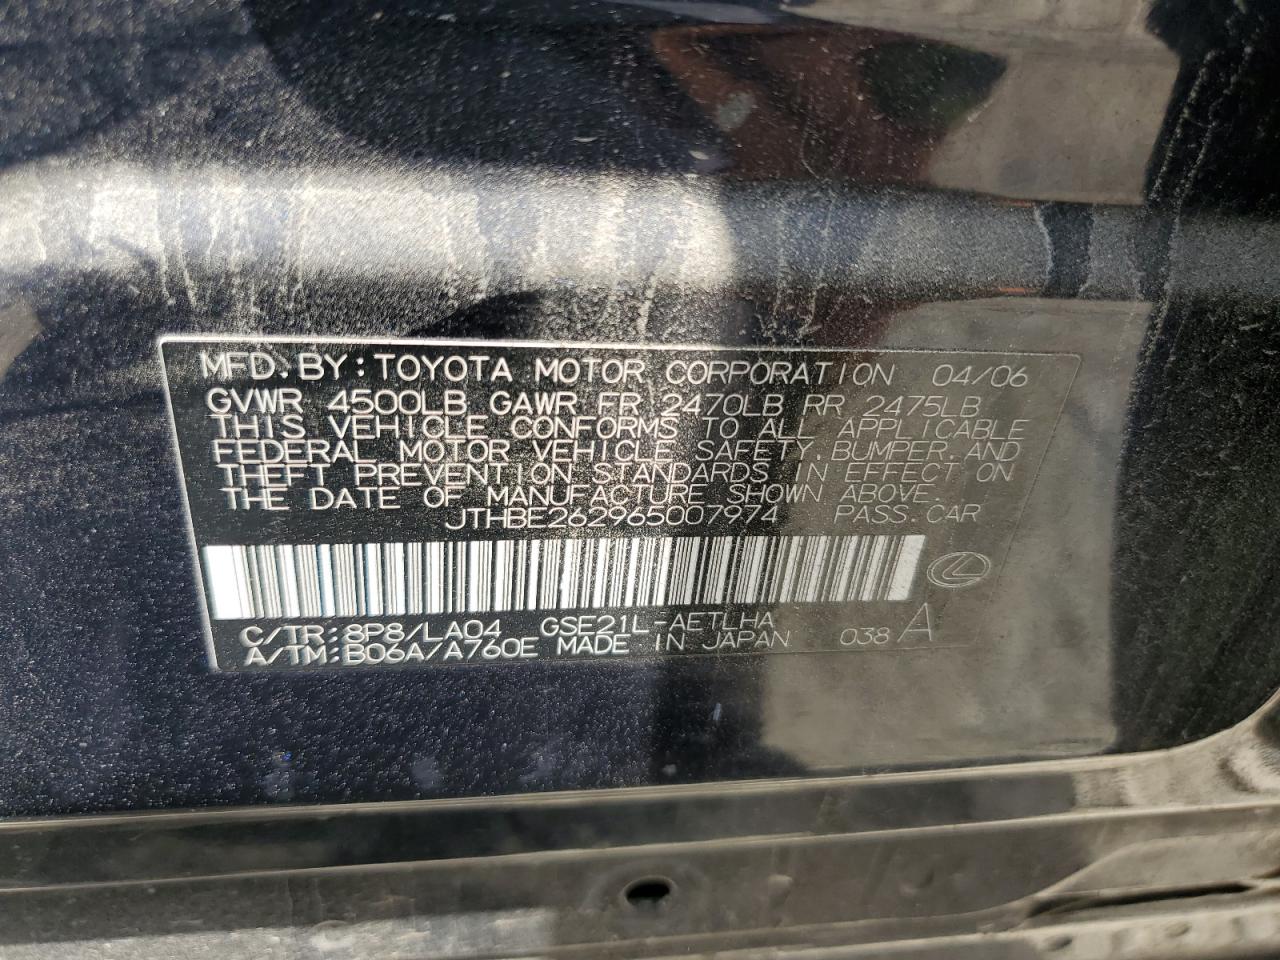 MFD. BY: TOYOTA MOTOR CORPORATION 04/06
GVWR 4500LB GAWR FR 2470LB RR 2475LB
THIS VEHICLE CONFORMS TO ALL APPLICABLE
FEDERAL MOTOR VEHICLE SAFETY, BUMPER, AND
THEFT PREVENTION STANDARDS IN EFFECT ON
THE DATE OF MANUFACTURE SHOWN ABOVE.
JTHBE262965007974 PASS. CAR
C/TR: 8P8/LA04 GSE21L-AETLHA
A/TM: B06A/A760E MADE IN JAPAN 038 A